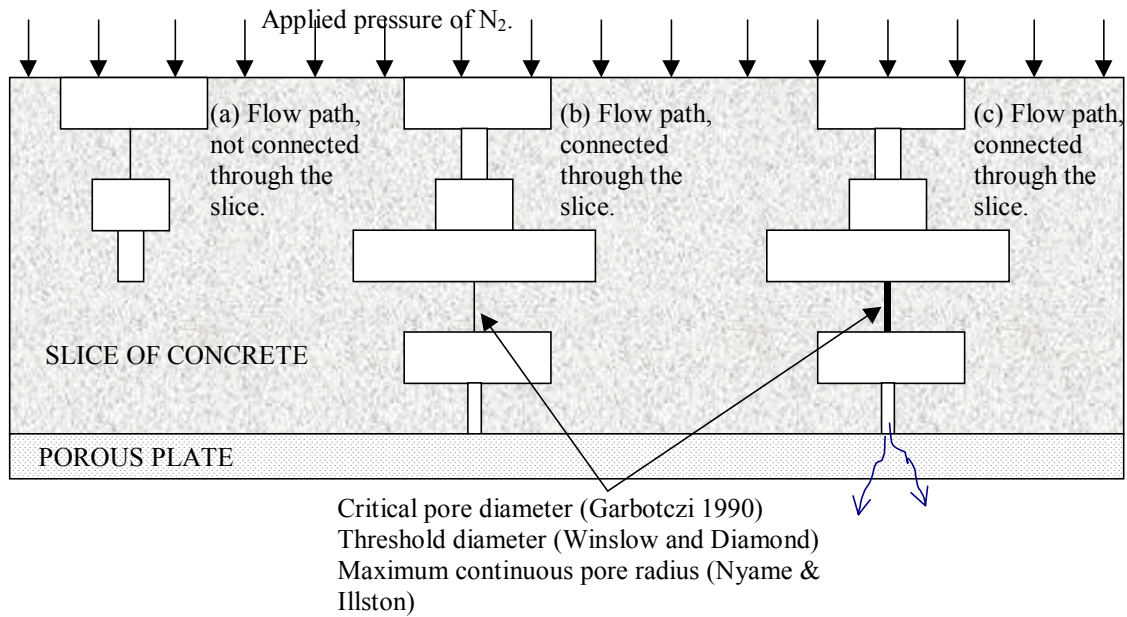 Applied pressure of N₂.
(a) Flow path,
not connected
through the
slice.
(b) Flow path,
connected
through the
slice.
(c) Flow path,
connected
through the
slice.
SLICE OF CONCRETE
POROUS PLATE
Critical pore diameter (Garbotczi 1990)
Threshold diameter (Winslow and Diamond)
Maximum continuous pore radius (Nyame &
Illston)